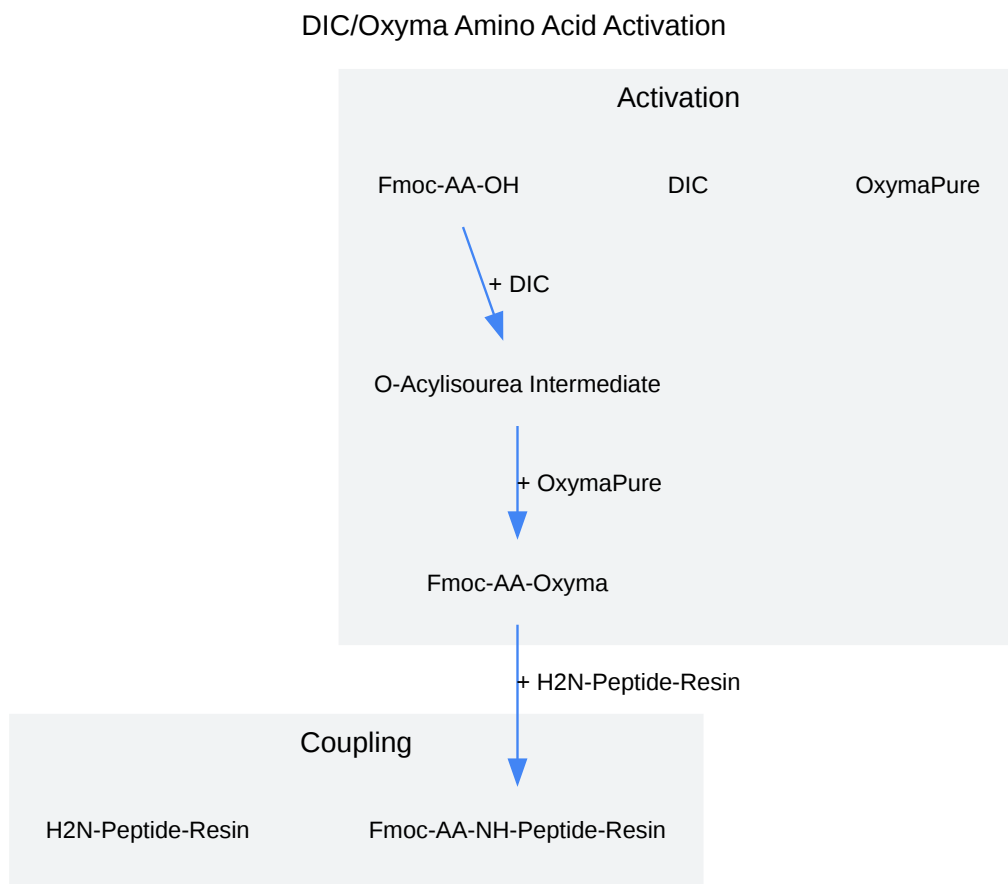 DIC/Oxyma Amino Acid Activation
Activation
Fmoc-AA-OH
DIC
OxymaPure
+ DIC
O-Acylisourea Intermediate
+ OxymaPure
Fmoc-AA-Oxyma
+ H2N-Peptide-Resin
Coupling
H2N-Peptide-Resin
Fmoc-AA-NH-Peptide-Resin